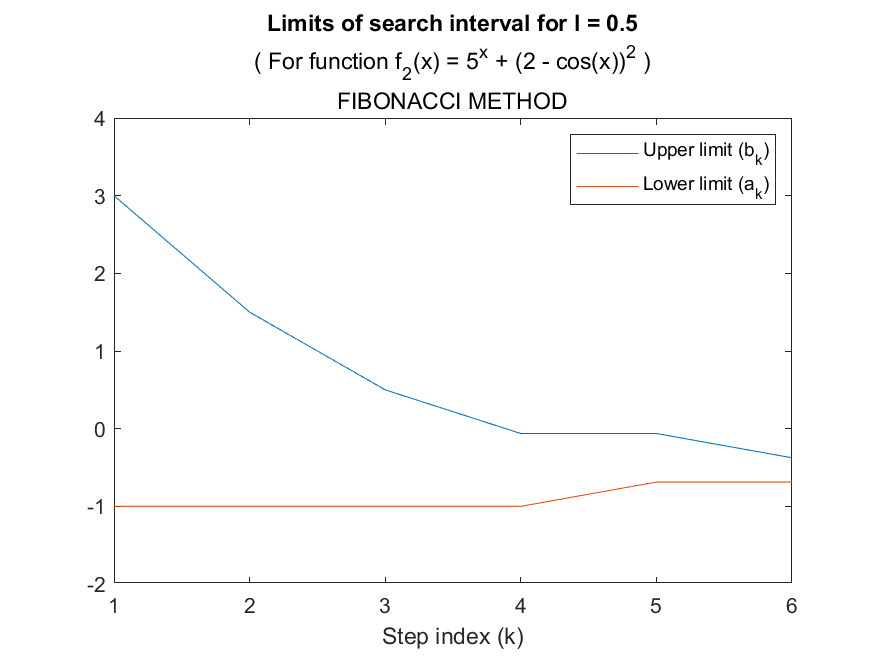 Limits of search interval for l = 0.5
( For function f₂(x) = 5ˣ + (2 - cos(x))² )
FIBONACCI METHOD
4
3
2
1
0
-1
-2
Upper limit (bₖ)
Lower limit (aₖ)
1 2 3 4 5 6
Step index (k)